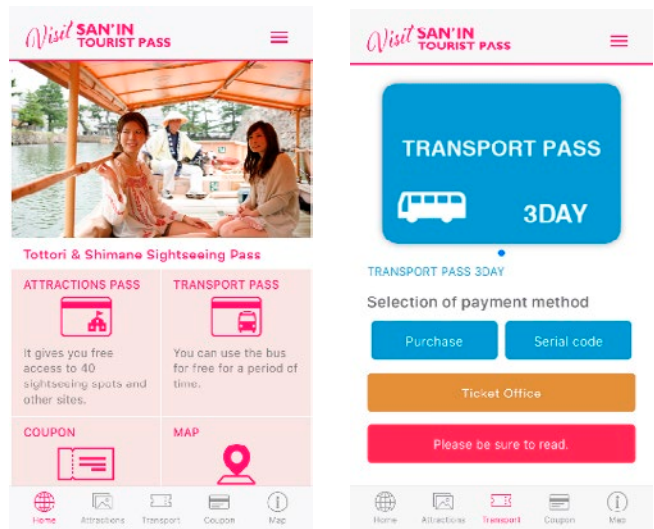 Visit SAN'IN
TOURIST PASS
Tottori & Shimane Sightseeing Pass
ATTRACTIONS PASS
It gives you free
access to 40
sightseeing spots and
other sites.
TRANSPORT PASS
You can use the bus
for free for a period of
time.
COUPON
MAP
Home
Attractions
Transport
Coupon
Map
Visit SAN'IN
TOURIST PASS
TRANSPORT PASS
3DAY
TRANSPORT PASS 3DAY
Selection of payment method
Purchase
Serial code
Ticket Office
Please be sure to read.
Home
Attractions
Transport
Coupon
Map